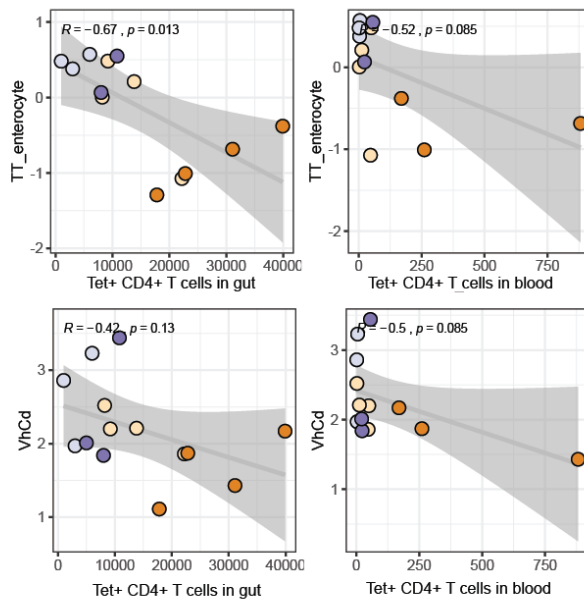 R = −0.67 , p = 0.013
TT_enterocyte
1
0
-1
-2
0 10000 20000 30000 40000
Tet+ CD4+ T cells in gut
R = −0.52 , p = 0.085
TT_enterocyte
1
0
-1
-2
0 250 500 750
Tet+ CD4+ T_cells in blood
R = −0.42 , p = 0.13
VhCd
3
2
1
0 10000 20000 30000 40000
Tet+ CD4+ T cells in gut
R = −0.5 , p = 0.085
VhCd
3
2
1
0 250 500 750
Tet+ CD4+ T cells in blood